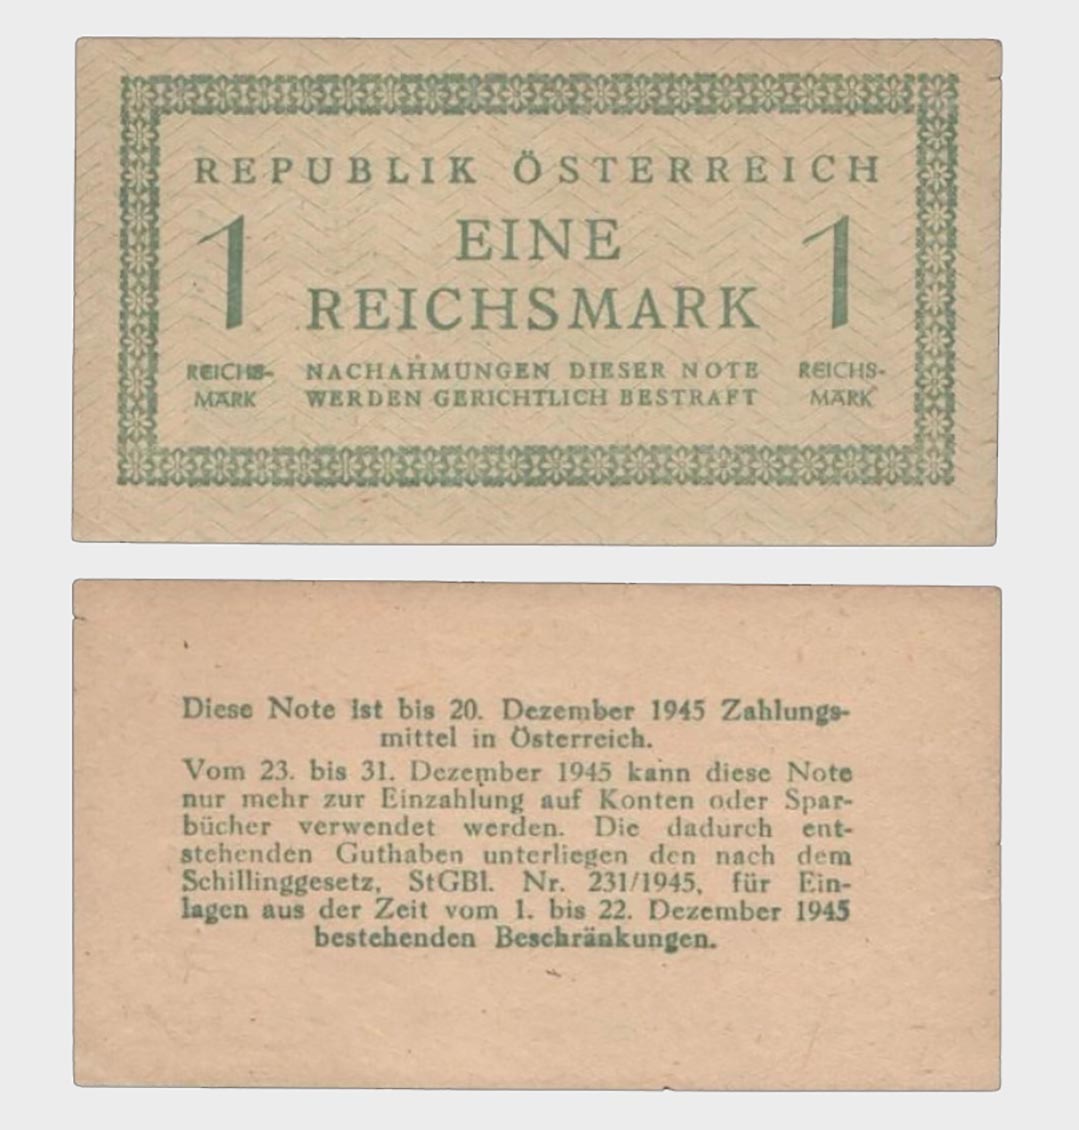 REPUBLIK ÖSTERREICH
1 EINE 1
REICHSMARK
REICHS- NACHAHMUNGEN DIESER NOTE REICHS-
MARK WERDEN GERICHTLICH BESTRAFT MARK
Diese Note ist bis 20. Dezember 1945 Zahlungs-
mittel in Österreich.
Vom 23. bis 31. Dezember 1945 kann diese Note
nur mehr zur Einzahlung auf Konten oder Spar-
bücher verwendet werden. Die dadurch ent-
stehenden Guthaben unterliegen den nach dem
Schillinggesetz, StGBl. Nr. 231/1945, für Ein-
lagen aus der Zeit vom 1. bis 22. Dezember 1945
bestehenden Beschränkungen.